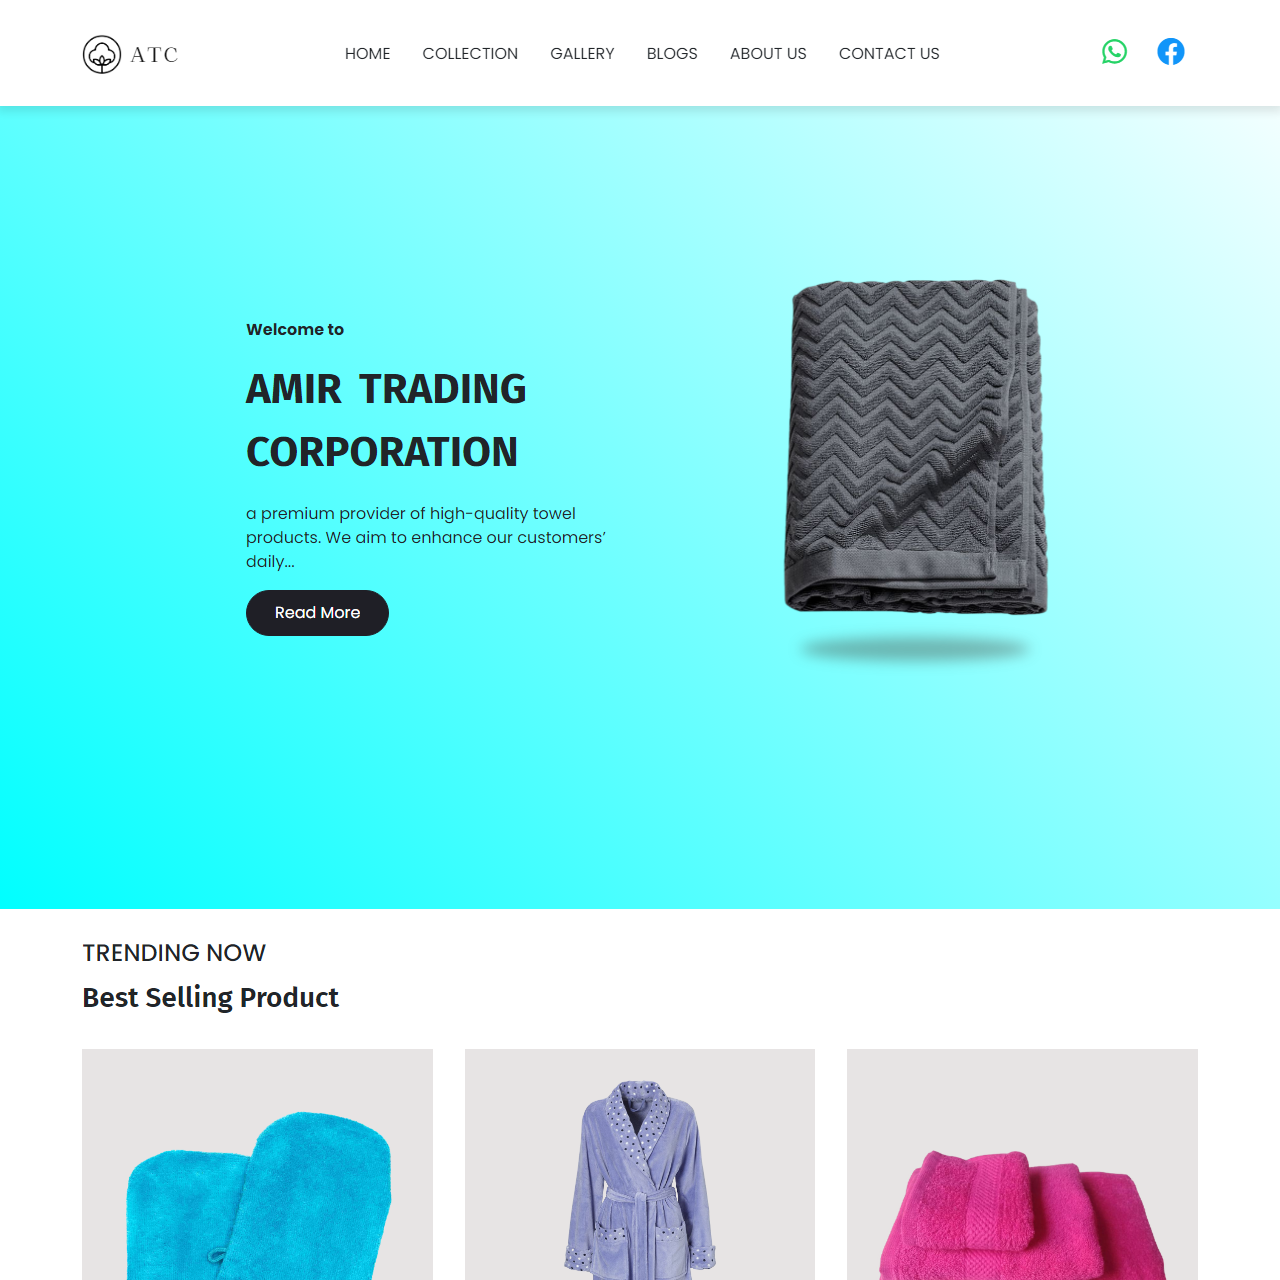 ATC
HOME COLLECTION GALLERY BLOGS ABOUT US CONTACT US
Welcome to
AMIR TRADING
CORPORATION
a premium provider of high-quality towel
products. We aim to enhance our customers’
daily...
Read More
TRENDING NOW
Best Selling Product